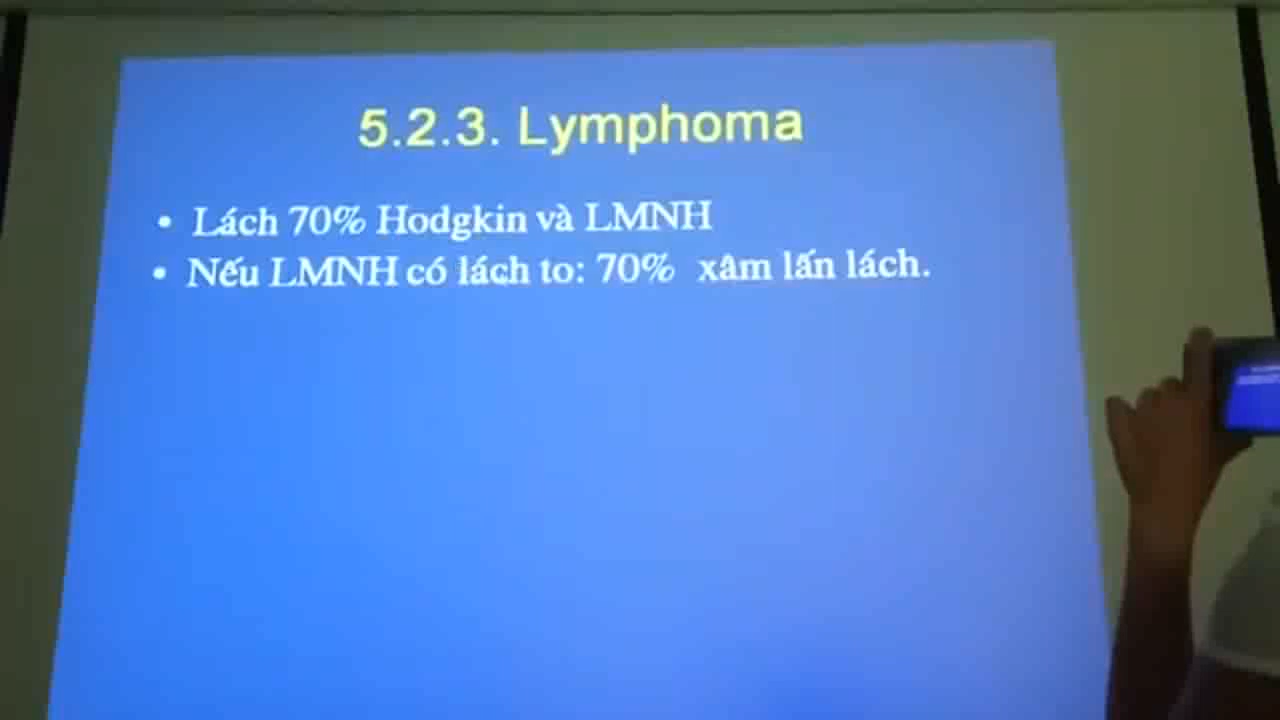 5.2.3. Lymphoma
• Lách 70% Hodgkin và LMNH
• Nếu LMNH có lách to: 70% xâm lấn lách.